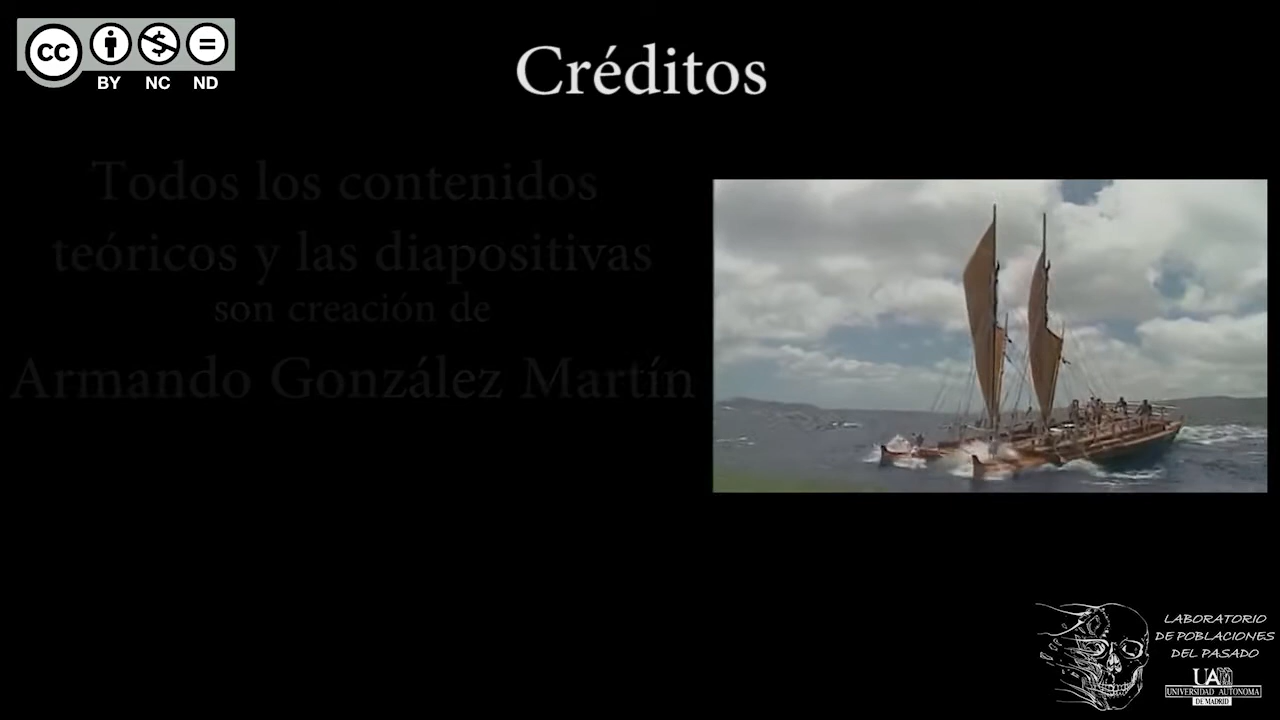 cc
BY NC ND
Créditos
Todos los contenidos
teóricos y las diapositivas
son creación de
Armando González Martín
LABORATORIO
DE POBLACIONES
DEL PASADO
UAM
UNIVERSIDAD AUTONOMA
DE MADRID